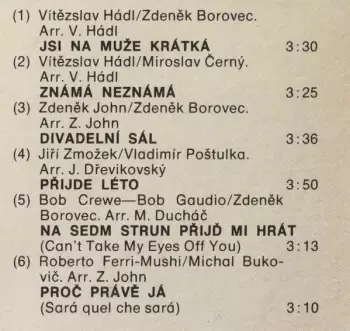 (1) Vítězslav Hádl/Zdeněk Borovec.
Arr. V. Hádl
JSI NA MUŽE KRÁTKÁ 3:30
(2) Vítězslav Hádl/Miroslav Černý.
Arr. V. Hádl
ZNÁMÁ NEZNÁMÁ 3:25
(3) Zdeněk John/Zdeněk Borovec.
Arr. Z. John
DIVADELNÍ SÁL 3:36
(4) Jiří Zmožek/Vladimír Poštulka.
Arr. J. Dřevikovský
PŘIJDE LÉTO 3:50
(5) Bob Crewe—Bob Gaudio/Zdeněk
Borovec. Arr. M. Ducháč
NA SEDM STRUN PŘIJĎ MI HRÁT
(Can't Take My Eyes Off You) 3:13
(6) Roberto Ferri-Mushi/Michal Buko-
vič. Arr. Z. John
PROČ PRÁVĚ JÁ
(Sará quel che sará) 3:10